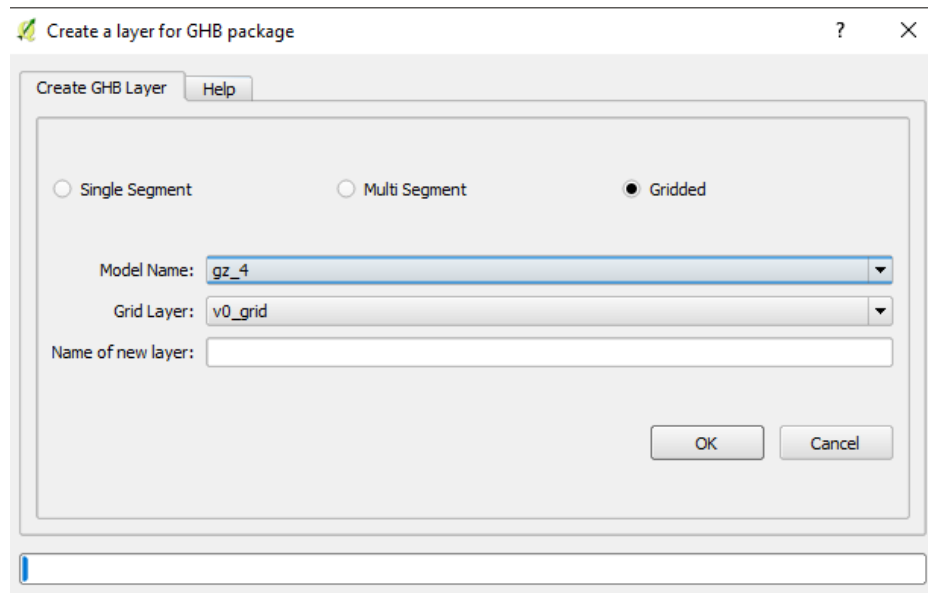 Create a layer for GHB package
?
Create GHB Layer Help
Single Segment Multi Segment Gridded
Model Name: gz_4
Grid Layer: v0_grid
Name of new layer:
OK Cancel